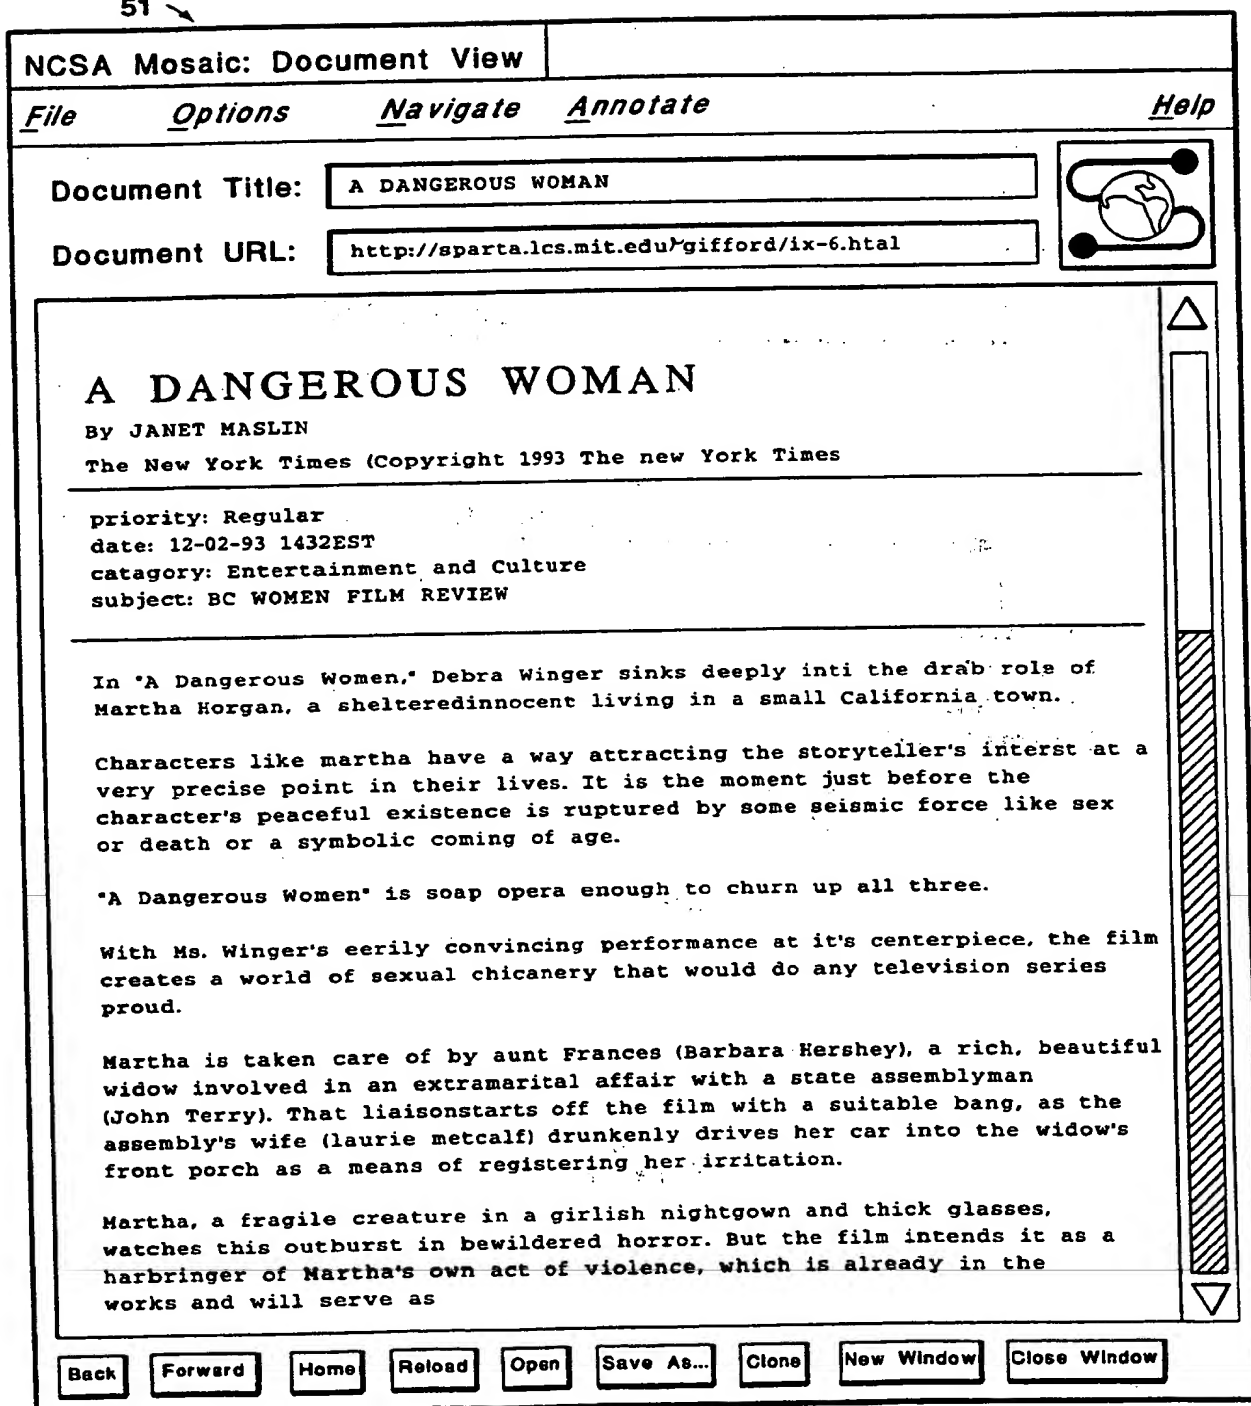 51
NCSA Mosaic: Document View
File Options Navigate Annotate Help
Document Title: A DANGEROUS WOMAN
Document URL: http://sparta.lcs.mit.edu/~gifford/ix-6.htal
A DANGEROUS WOMAN
By JANET MASLIN
The New York Times (Copyright 1993 The new York Times
priority: Regular
date: 12-02-93 1432EST
catagory: Entertainment and Culture
subject: BC WOMEN FILM REVIEW
In "A Dangerous Women," Debra Winger sinks deeply inti the drab role of
Martha Horgan, a shelteredinnocent living in a small California town.
Characters like martha have a way attracting the storyteller's interst at a
very precise point in their lives. It is the moment just before the
character's peaceful existence is ruptured by some seismic force like sex
or death or a symbolic coming of age.
"A Dangerous Women" is soap opera enough to churn up all three.
With Ms. Winger's eerily convincing performance at it's centerpiece, the film
creates a world of sexual chicanery that would do any television series
proud.
Martha is taken care of by aunt Frances (Barbara Hershey), a rich, beautiful
widow involved in an extramarital affair with a state assemblyman
(John Terry). That liaisonstarts off the film with a suitable bang, as the
assembly's wife (laurie metcalf) drunkenly drives her car into the widow's
front porch as a means of registering her irritation.
Martha, a fragile creature in a girlish nightgown and thick glasses,
watches this outburst in bewildered horror. But the film intends it as a
harbringer of Martha's own act of violence, which is already in the
works and will serve as
Back Forward Home Reload Open Save As... Clone New Window Close Window